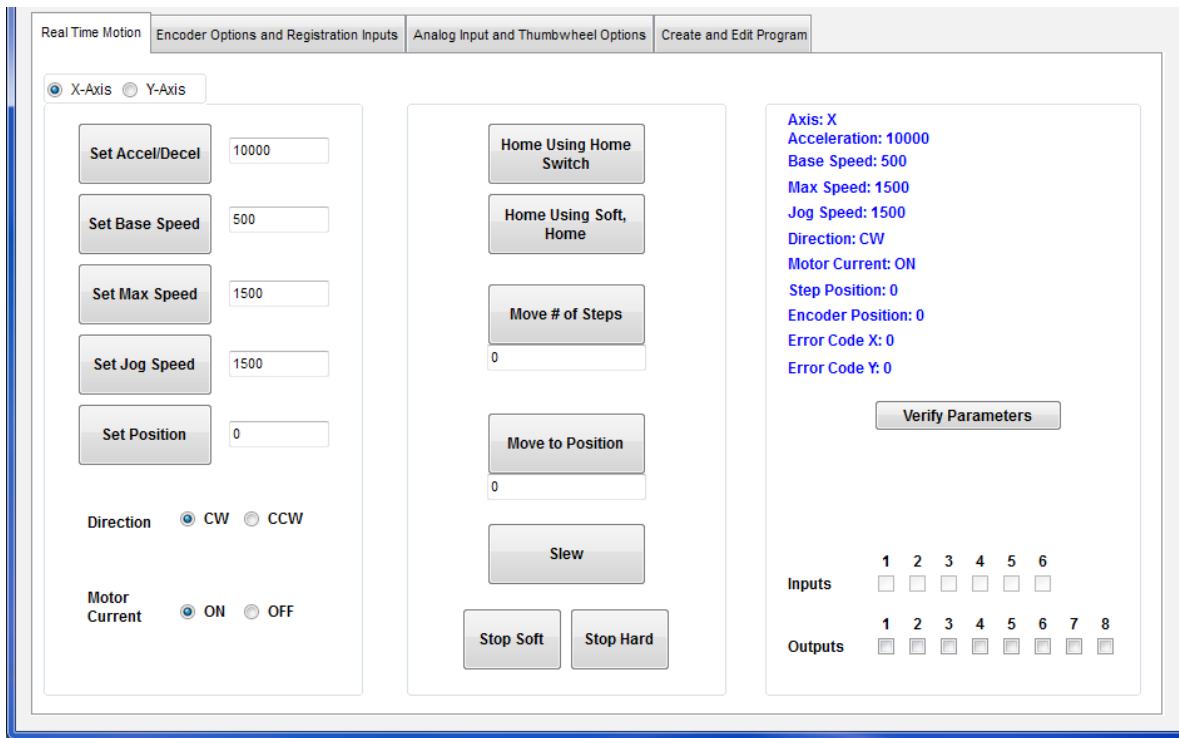 Real Time Motion
Encoder Options and Registration Inputs
Analog Input and Thumbwheel Options
Create and Edit Program
X-Axis Y-Axis
Set Accel/Decel 10000
Set Base Speed 500
Set Max Speed 1500
Set Jog Speed 1500
Set Position 0
Direction CW CCW
Motor
Current ON OFF
Home Using Home
Switch
Home Using Soft,
Home
Move # of Steps
0
Move to Position
0
Slew
Stop Soft Stop Hard
Axis: X
Acceleration: 10000
Base Speed: 500
Max Speed: 1500
Jog Speed: 1500
Direction: CW
Motor Current: ON
Step Position: 0
Encoder Position: 0
Error Code X: 0
Error Code Y: 0
Verify Parameters
1 2 3 4 5 6
Inputs
1 2 3 4 5 6 7 8
Outputs